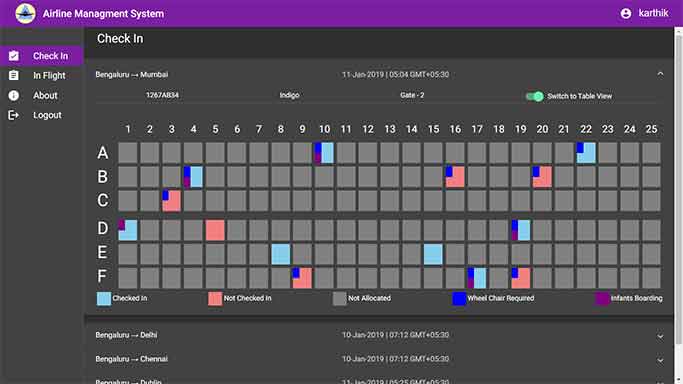 Airline Managment System
karthik
Check In
Check In
In Flight
About
Logout
Bengaluru → Mumbai 11-Jan-2019 | 05:04 GMT+05:30
1267AB34 Indigo Gate - 2 Switch to Table View
1 2 3 4 5 6 7 8 9 10 11 12 13 14 15 16 17 18 19 20 21 22 23 24 25
A
B
C
D
E
F
Checked In Not Checked In Not Allocated Wheel Chair Required Infants Boarding
Bengaluru → Delhi 10-Jan-2019 | 07:12 GMT+05:30
Bengaluru → Chennai 10-Jan-2019 | 07:12 GMT+05:30
Bengaluru → Dublin 11-Jan-2019 | 05:25 GMT+05:30